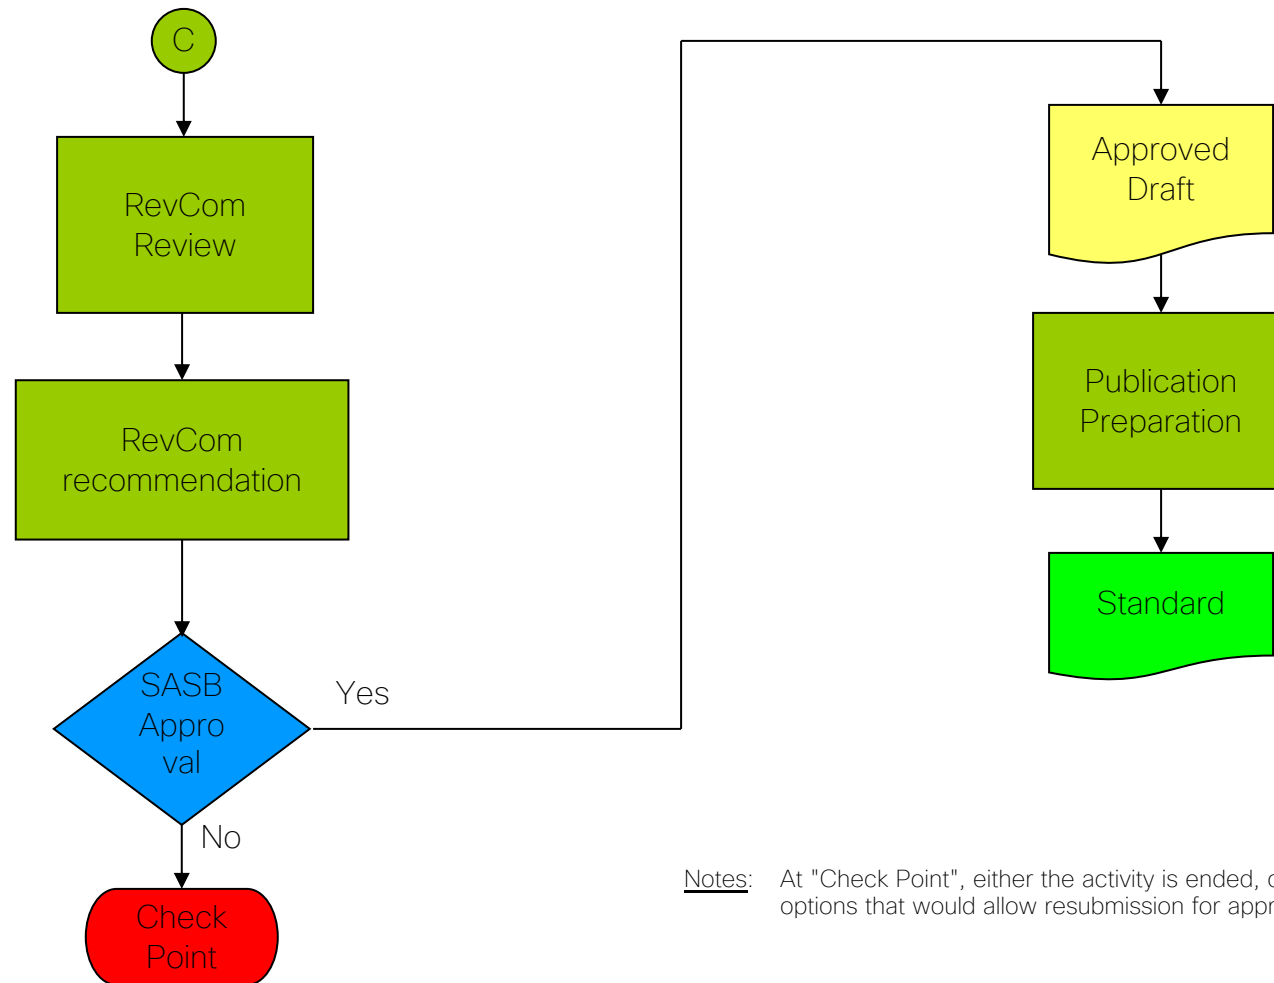 C
RevCom
Review
RevCom
recommendation
SASB
Appro
val
Yes
No
Check
Point
Approved
Draft
Publication
Preparation
Standard
Notes: At "Check Point", either the activity is ended, 
options that would allow resubmission for